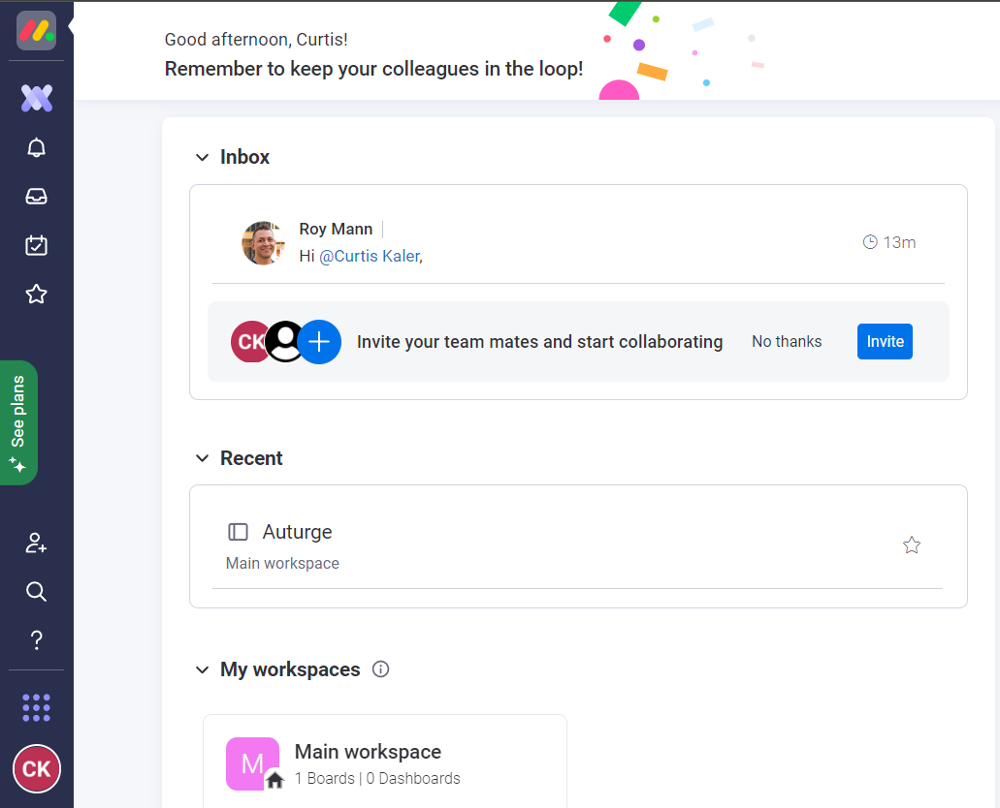 Good afternoon, Curtis!
Remember to keep your colleagues in the loop!
Inbox
Roy Mann
Hi @Curtis Kaler,
13m
CK
Invite your team mates and start collaborating
No thanks
Invite
See plans
Recent
Auturge
Main workspace
?
My workspaces
M
Main workspace
1 Boards | 0 Dashboards
CK